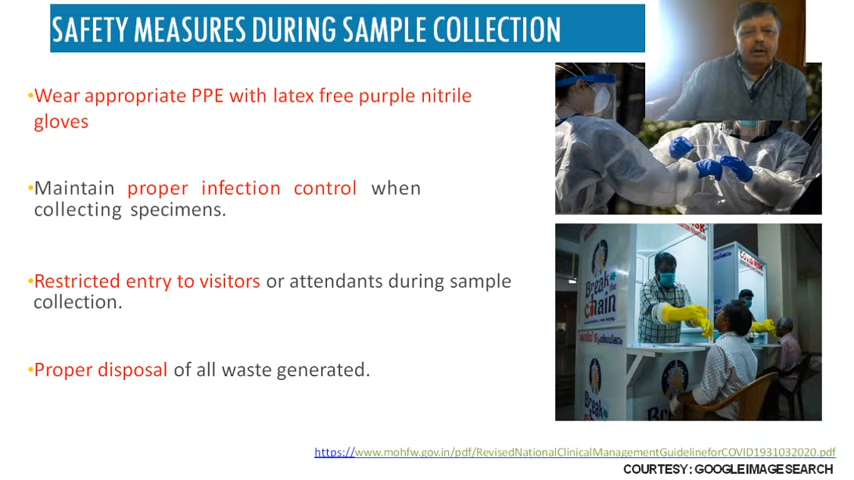 SAFETY MEASURES DURING SAMPLE COLLECTION
•Wear appropriate PPE with latex free purple nitrile
gloves
•Maintain proper infection control when
collecting specimens.
•Restricted entry to visitors or attendants during sample
collection.
•Proper disposal of all waste generated.
Break
the
chain
Break
https://www.mohfw.gov.in/pdf/RevisedNationalClinicalManagementGuidelineforCOVID1931032020.pdf
COURTESY: GOOGLE IMAGE SEARCH